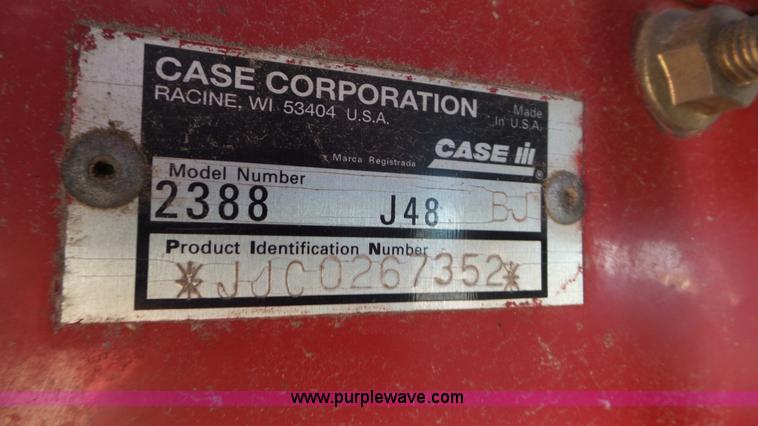 CASE CORPORATION
RACINE, WI 53404 U.S.A.
Made
In U.S.A.
Marca Registrada
CASE IH
®
Model Number
2388 J48 BJ
Product Identification Number
*JJC0267352*
www.purplewave.com